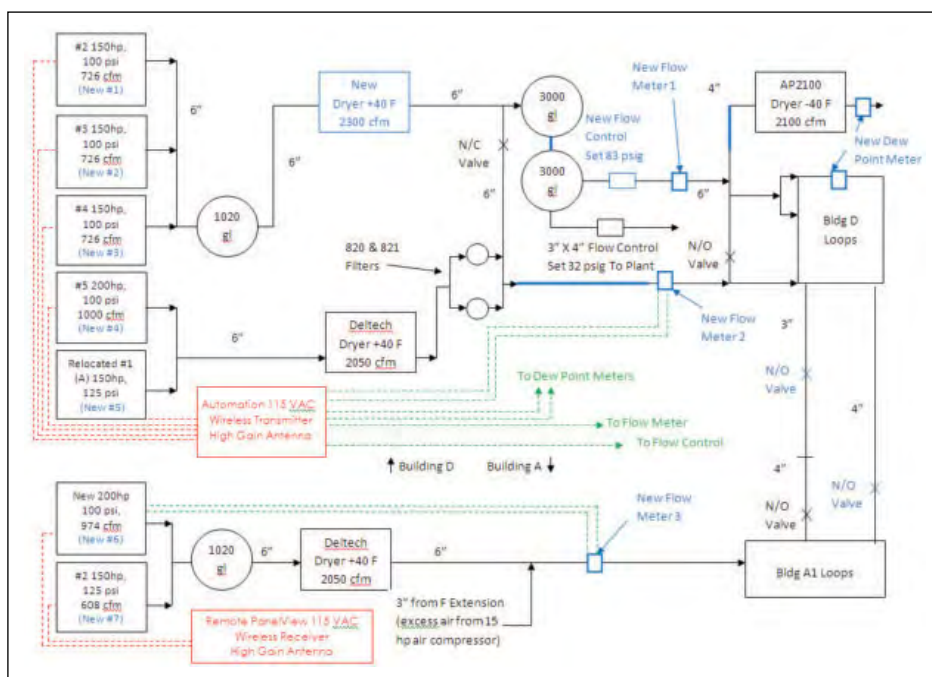 #2 150hp,
100 psi
726 cfm
(New #1)
#3 150hp,
100 psi
726 cfm
(New #2)
#4 150hp,
100 psi
726 cfm
(New #3)
#5 200hp,
100 psi
1000 cfm
(New #4)
Relocated #1
(A) 150hp,
125 psi
(New #5)
6"
1020
gl
6"
New
Dryer +40 F
2300 cfm
6"
N/C
Valve
6"
3000
gl
3000
gl
New Flow
Control
Set 83 psig
New Flow
Meter 1
4"
6"
AP2100
Dryer -40 F
2100 cfm
New Dew
Point Meter
Bldg D
Loops
N/O
Valve
3" X 4" Flow Control
Set 32 psig To Plant
820 & 821
Filters
6"
Deltech
Dryer +40 F
2050 cfm
New Flow
Meter 2
3"
N/O
Valve
4"
4"
N/O
Valve
N/O
Valve
Automation 115 VAC
Wireless Transmitter
High Gain Antenna
To Dew Point Meters
To Flow Meter
To Flow Control
Building D
Building A
New 200hp
100 psi,
974 cfm
(New #6)
#2 150hp,
125 psi
608 cfm
(New #7)
1020
gl
6"
Deltech
Dryer +40 F
2050 cfm
6"
New Flow
Meter 3
Bldg A1 Loops
3" from F Extension
(excess air from 15
hp air compressor)
Remote PanelView 115 VAC
Wireless Receiver
High Gain Antenna